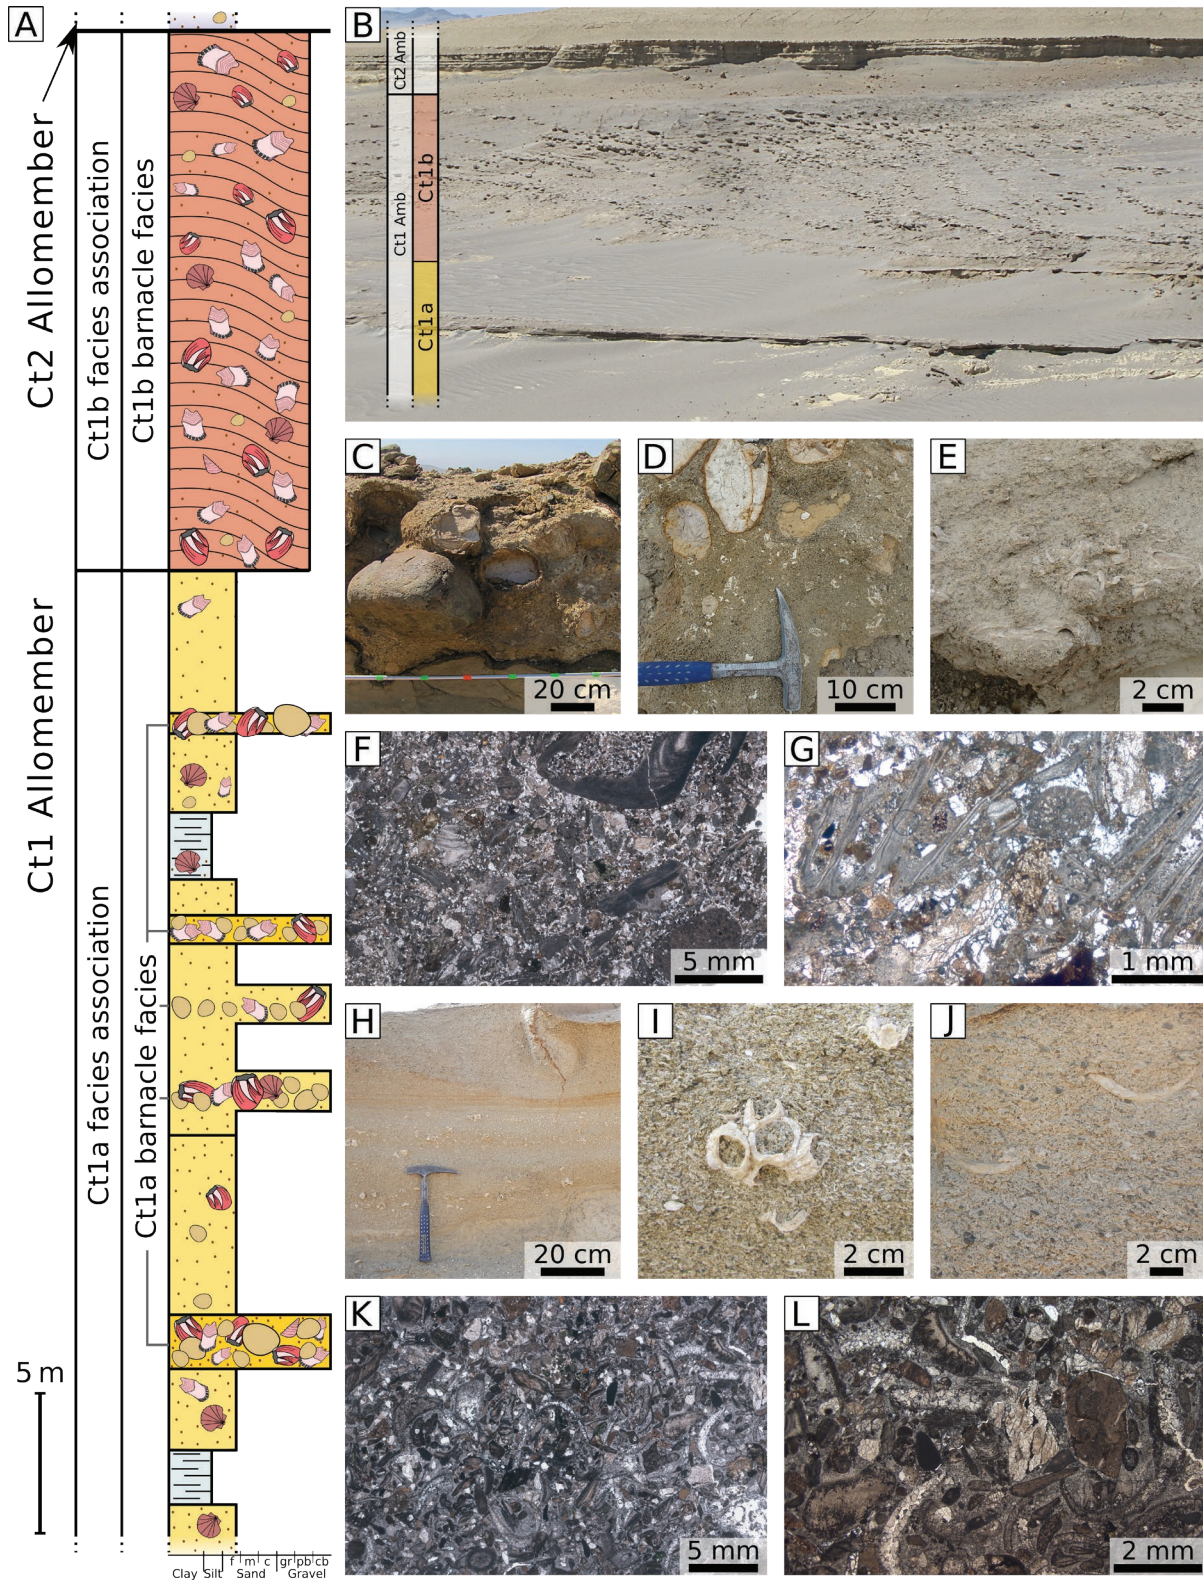 A
Ct2 Allomember
Ct1b facies association
Ct1b barnacle facies
Ct1 Allomember
Ct1a facies association
Ct1a barnacle facies
5 m
f m c gr pb cb
Clay Silt Sand Gravel
B
Ct2 Amb
Ct1 Amb
Ct1b
Ct1a
C
20 cm
D
10 cm
E
2 cm
F
5 mm
G
1 mm
H
20 cm
I
2 cm
J
2 cm
K
5 mm
L
2 mm